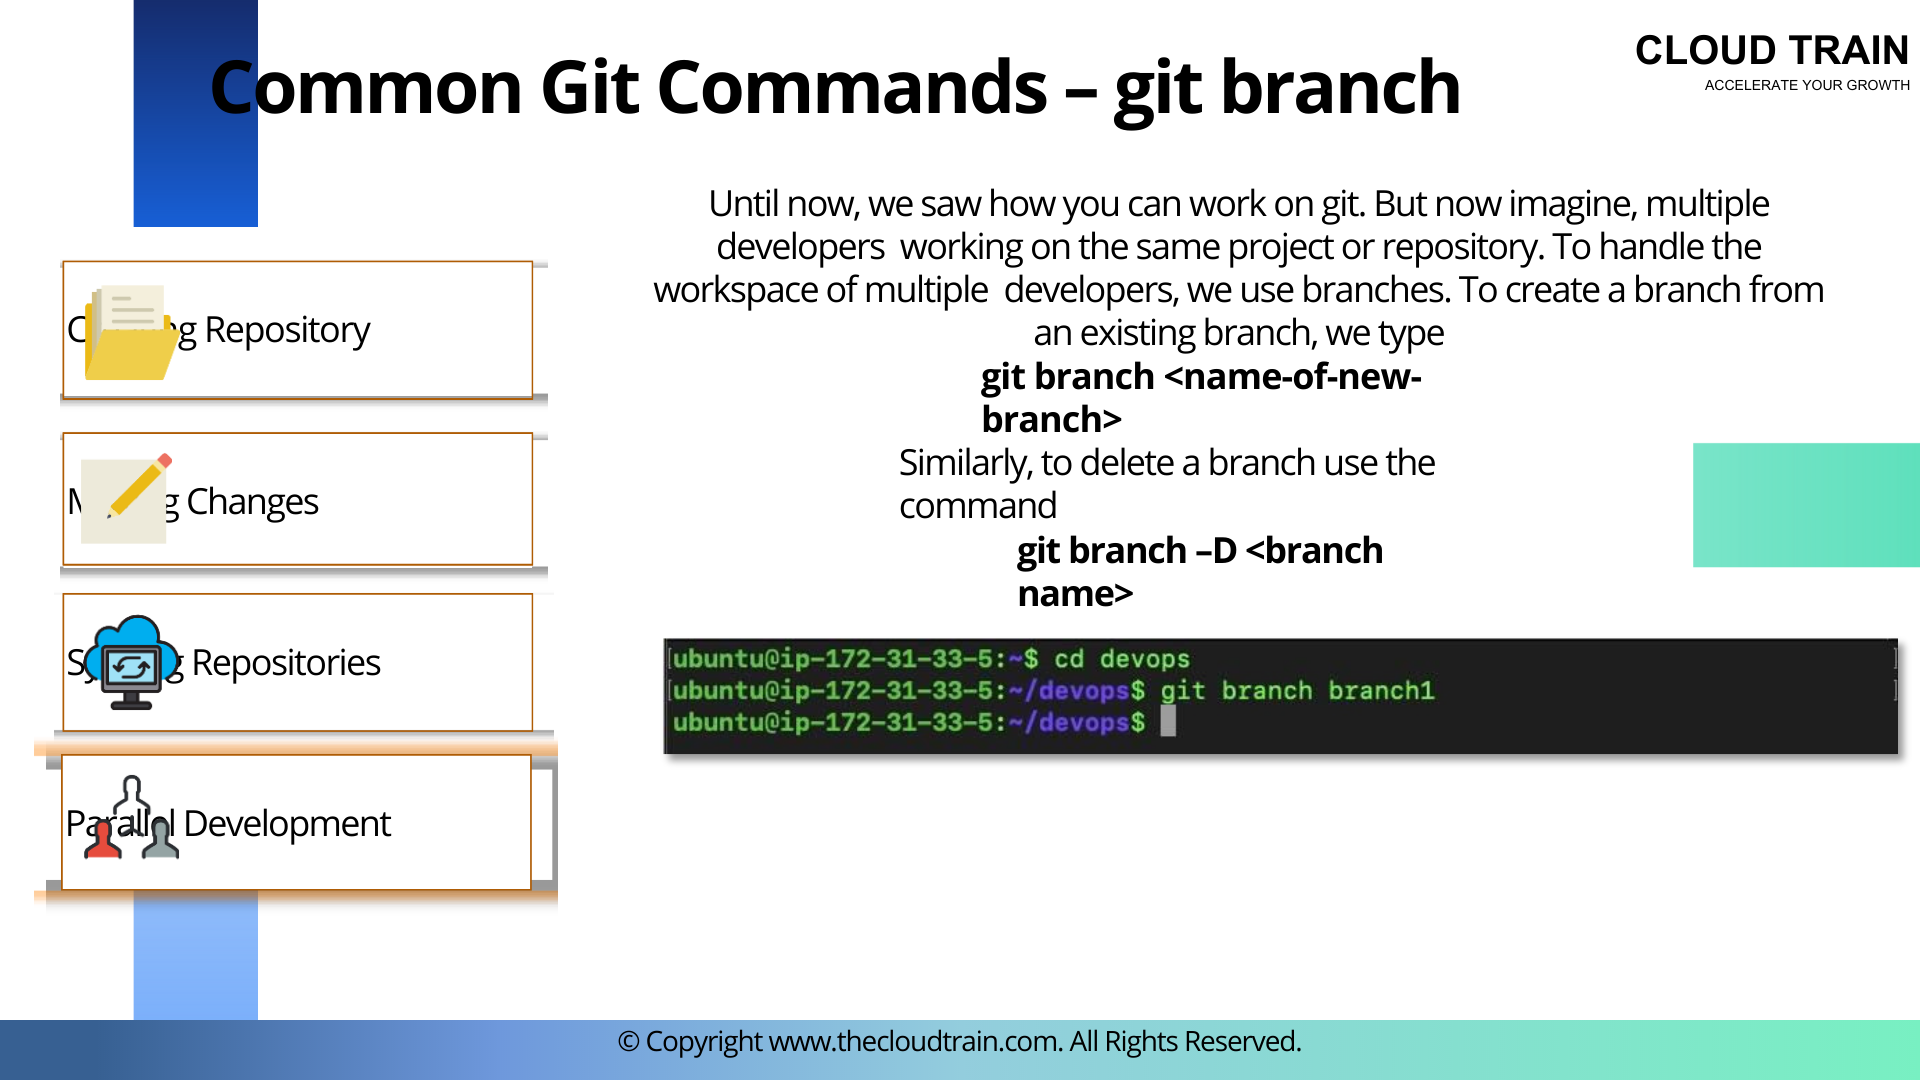 Common Git Commands – git branch
CLOUD TRAIN
ACCELERATE YOUR GROWTH
Until now, we saw how you can work on git. But now imagine, multiple
developers working on the same project or repository. To handle the
workspace of multiple developers, we use branches. To create a branch from
an existing branch, we type
git branch <name-of-new-
branch>
Similarly, to delete a branch use the
command
git branch –D <branch
name>
Repository
Changes
Repositories
Parallel Development
[ubuntu@ip-172-31-33-5:~$ cd devops ]
[ubuntu@ip-172-31-33-5:~/devops$ git branch branch1 ]
ubuntu@ip-172-31-33-5:~/devops$
© Copyright www.thecloudtrain.com. All Rights Reserved.